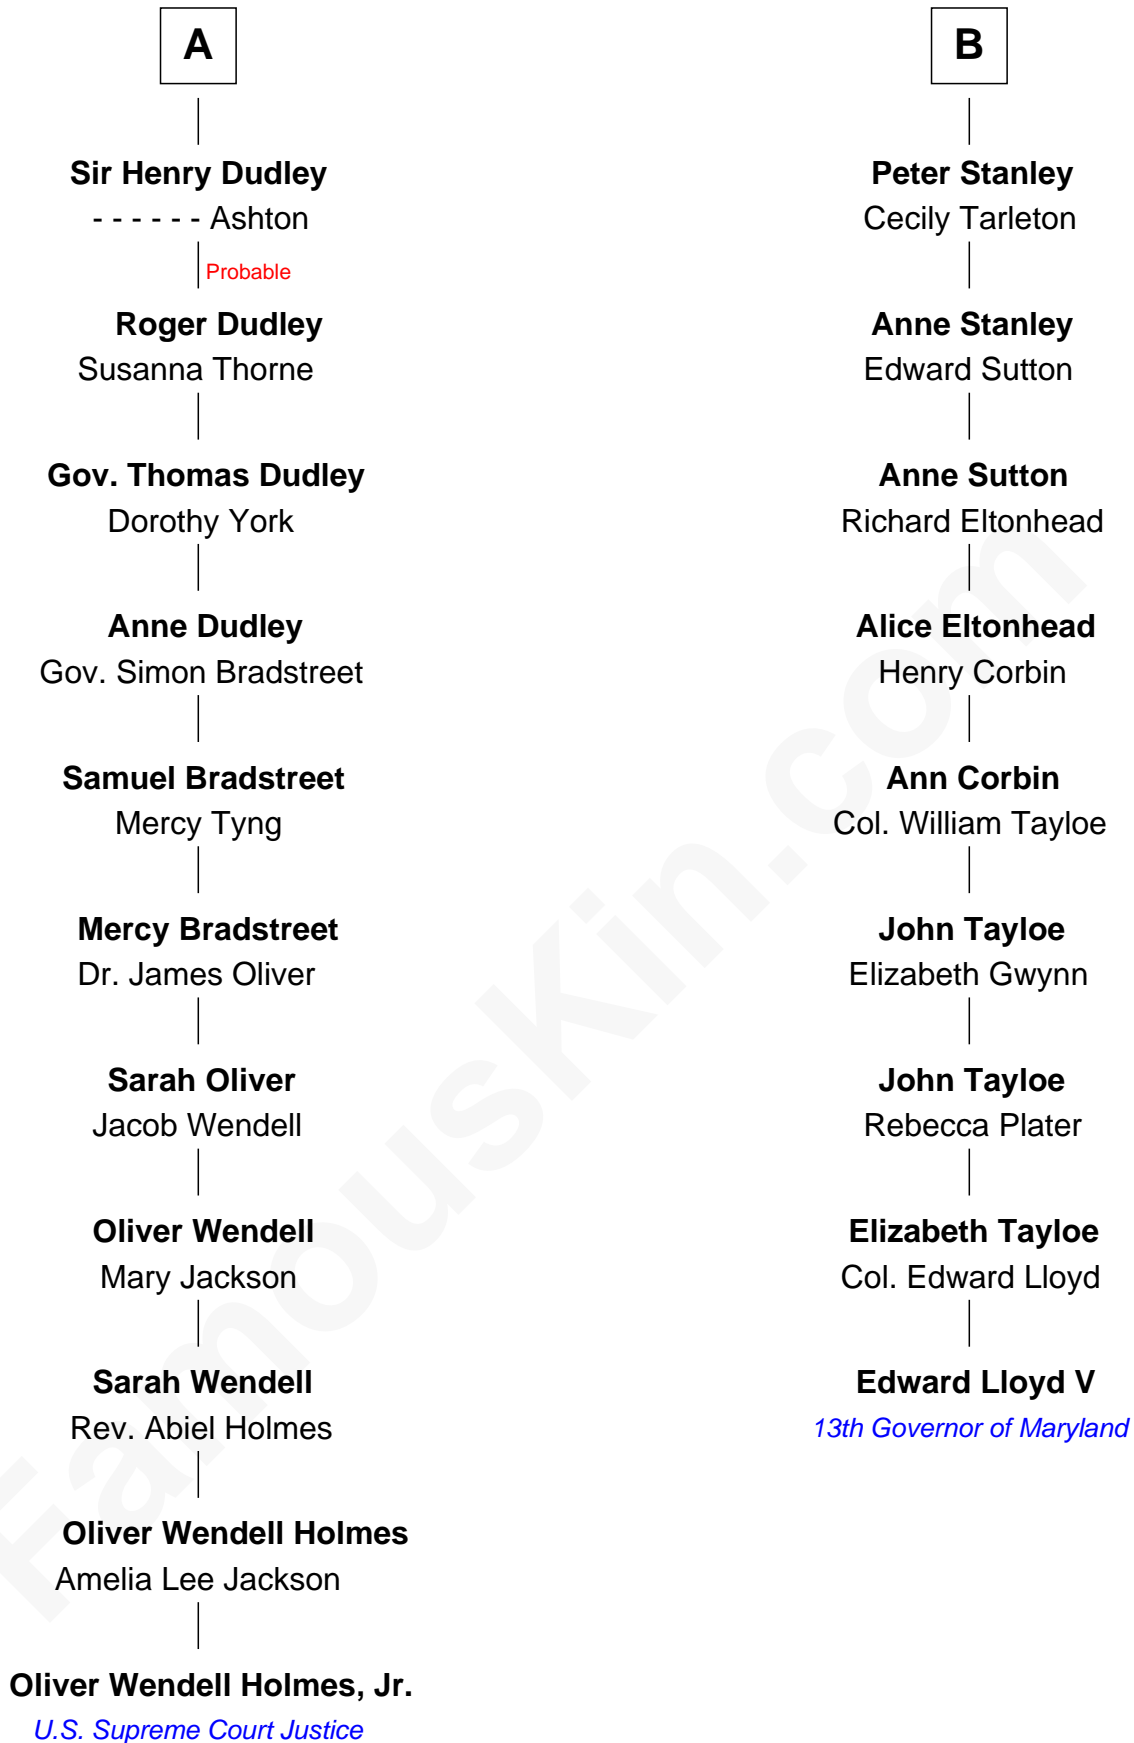 A
Sir Henry Dudley
- - - - - - Ashton
Probable
Roger Dudley
Susanna Thorne
Gov. Thomas Dudley
Dorothy York
Anne Dudley
Gov. Simon Bradstreet
Samuel Bradstreet
Mercy Tyng
Mercy Bradstreet
Dr. James Oliver
Sarah Oliver
Jacob Wendell
Oliver Wendell
Mary Jackson
Sarah Wendell
Rev. Abiel Holmes
Oliver Wendell Holmes
Amelia Lee Jackson
Oliver Wendell Holmes, Jr.
U.S. Supreme Court Justice
B
Peter Stanley
Cecily Tarleton
Anne Stanley
Edward Sutton
Anne Sutton
Richard Eltonhead
Alice Eltonhead
Henry Corbin
Ann Corbin
Col. William Tayloe
John Tayloe
Elizabeth Gwynn
John Tayloe
Rebecca Plater
Elizabeth Tayloe
Col. Edward Lloyd
Edward Lloyd V
13th Governor of Maryland
FamousKin.com